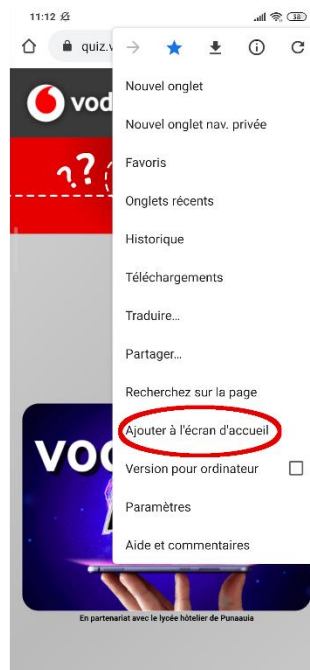 11:12
38
quiz.v
vod
??
Nouvel onglet
Nouvel onglet nav. privée
Favoris
Onglets récents
Historique
Téléchargements
Traduire...
Partager...
Recherchez sur la page
Ajouter à l'écran d'accueil
Version pour ordinateur
Paramètres
Aide et commentaires
VOD
En partenariat avec le lycée hôtelier de Punaauia